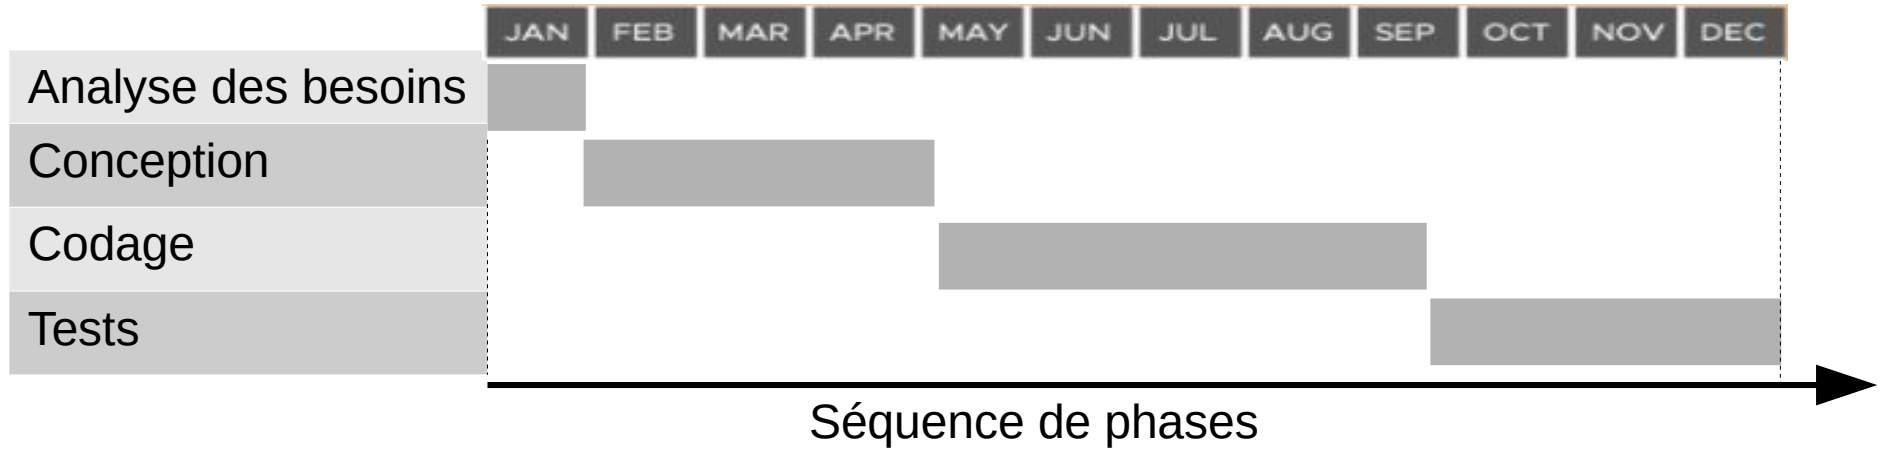 JAN FEB MAR APR MAY JUN JUL AUG SEP OCT NOV DEC
Analyse des besoins
Conception
Codage
Tests
Séquence de phases